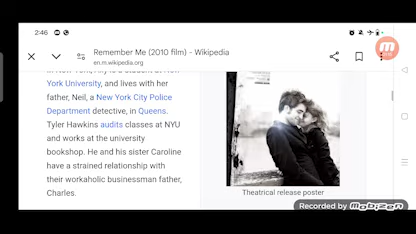 2:46
Remember Me (2010 film) - Wikipedia
en.m.wikipedia.org
York University, and lives with her
father, Neil, a New York City Police
Department detective, in Queens.
Tyler Hawkins audits classes at NYU
and works at the university
bookshop. He and his sister Caroline
have a strained relationship with
their workaholic businessman father,
Charles.
Theatrical release poster
Recorded by Mobizen